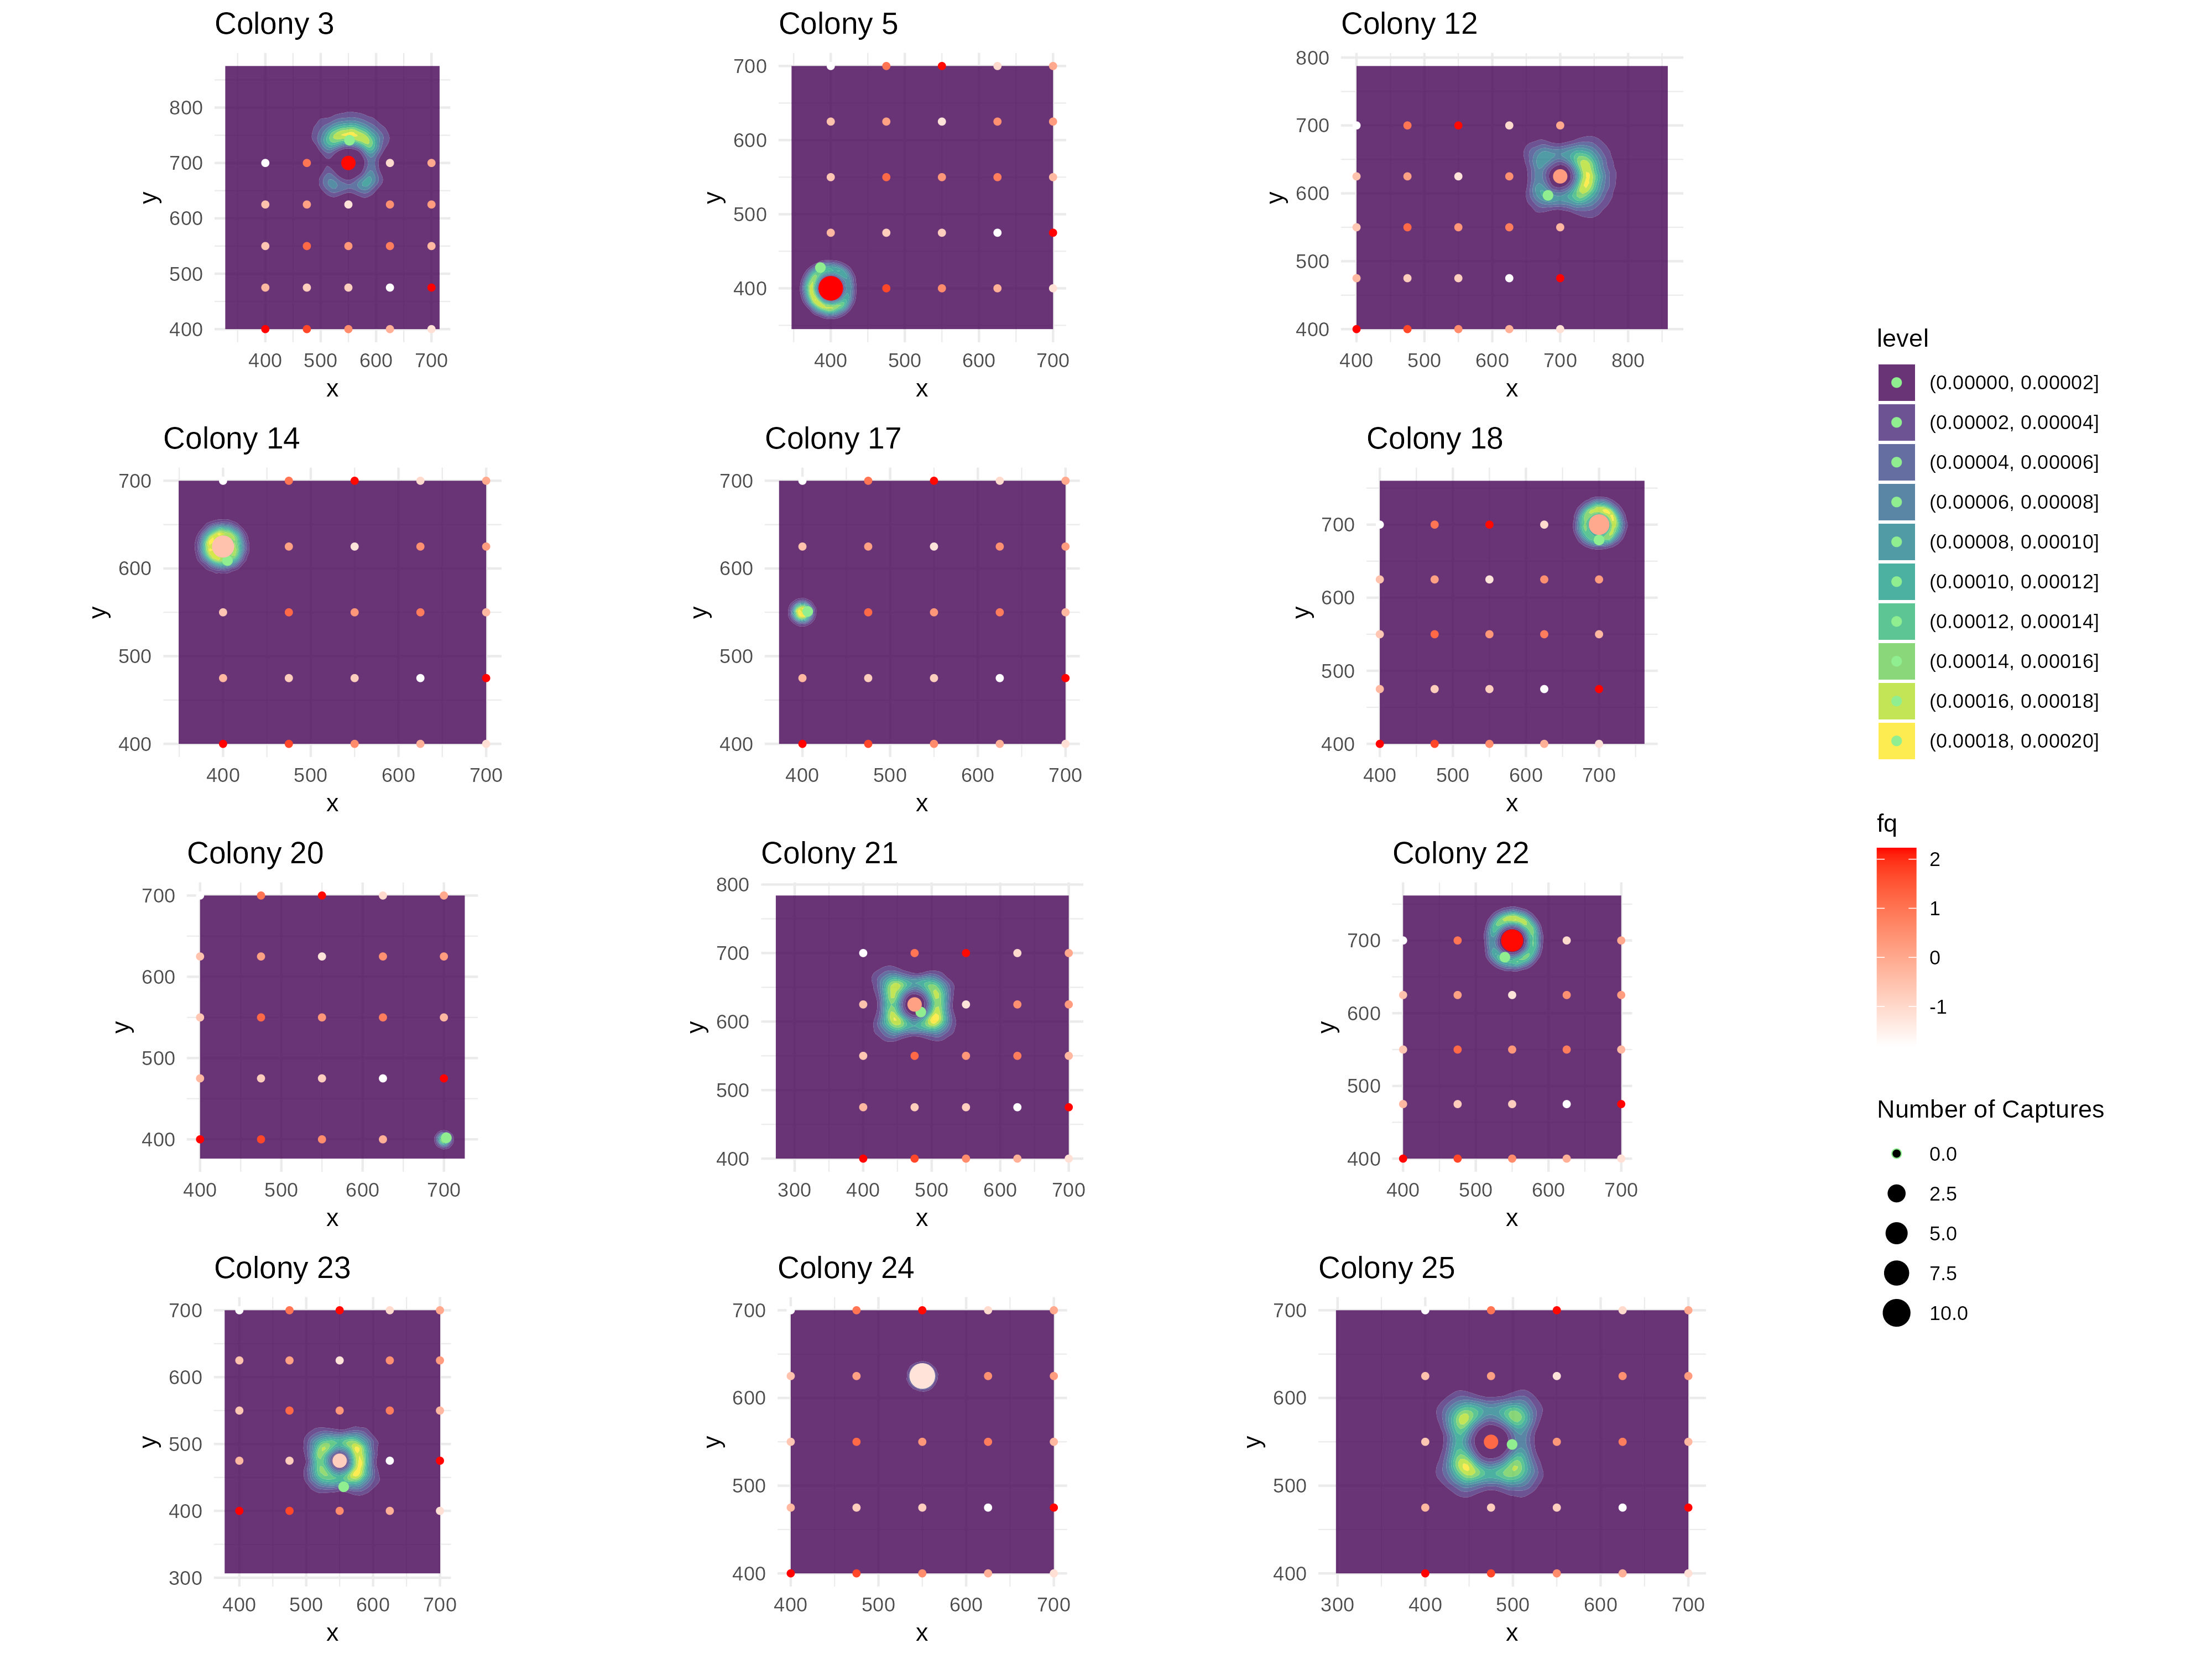 Colony 3
800
700
600
500
400
y
400 500 600 700
x
Colony 5
700
600
500
400
y
400 500 600 700
x
Colony 12
800
700
600
500
400
y
400 500 600 700 800
x
Colony 14
700
600
500
400
y
400 500 600 700
x
Colony 17
700
600
500
400
y
400 500 600 700
x
Colony 18
700
600
500
400
y
400 500 600 700
x
Colony 20
700
600
500
400
y
400 500 600 700
x
Colony 21
800
700
600
500
400
y
300 400 500 600 700
x
Colony 22
700
600
500
400
y
400 500 600 700
x
Colony 23
700
600
500
400
300
y
400 500 600 700
x
Colony 24
700
600
500
400
y
400 500 600 700
x
Colony 25
700
600
500
400
y
300 400 500 600 700
x
level
(0.00000, 0.00002]
(0.00002, 0.00004]
(0.00004, 0.00006]
(0.00006, 0.00008]
(0.00008, 0.00010]
(0.00010, 0.00012]
(0.00012, 0.00014]
(0.00014, 0.00016]
(0.00016, 0.00018]
(0.00018, 0.00020]
fq
2
1
0
-1
Number of Captures
0.0
2.5
5.0
7.5
10.0